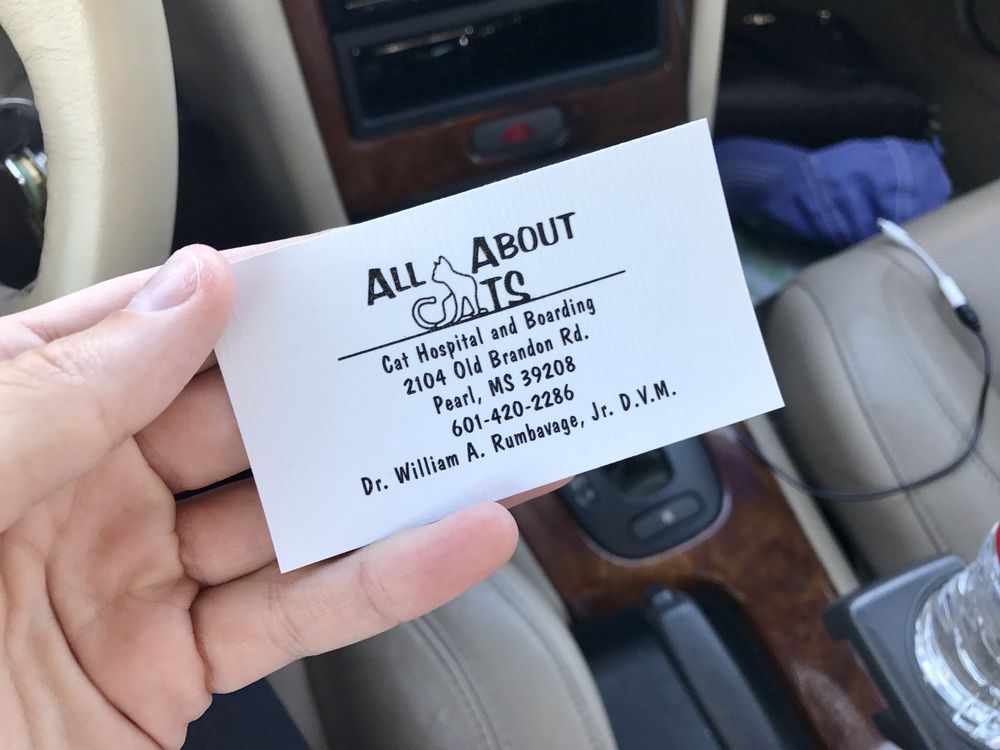 ALL ABOUT
CATS
Cat Hospital and Boarding
2104 Old Brandon Rd.
Pearl, MS 39208
601-420-2286
Dr. William A. Rumbavage, Jr. D.V.M.